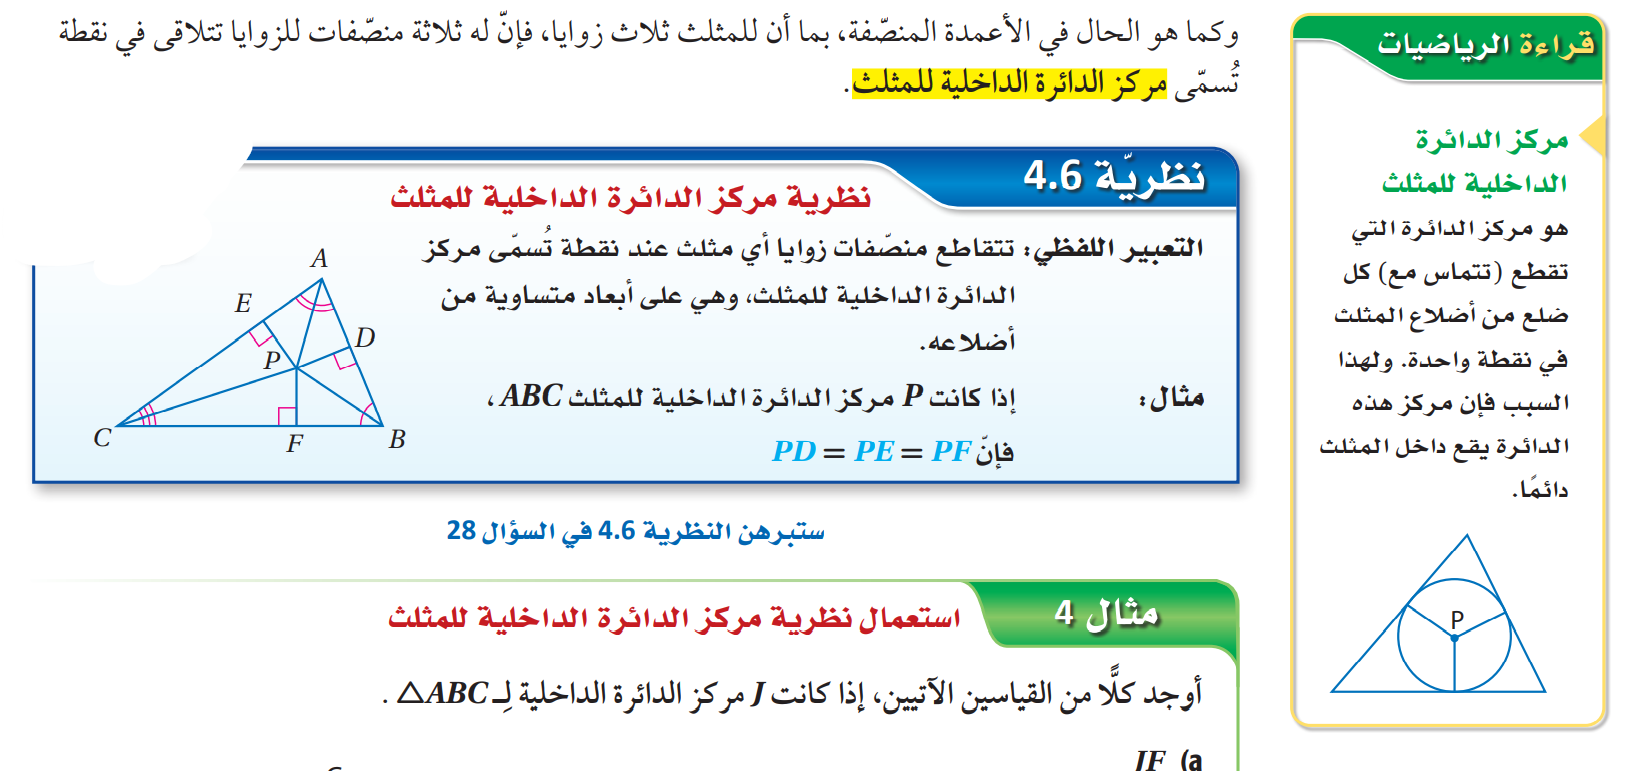 وكما هو الحال في الأعمدة المنصّفة، بما أن للمثلث ثلاث زوايا، فإنّ له ثلاثة منصّفات للزوايا تتلاقى في نقطة
تُسمّى مركز الدائرة الداخلية للمثلث.
قراءة الرياضيات
مركز الدائرة
الداخلية للمثلث
هو مركز الدائرة التي
تقطع (تتماس مع) كل
ضلع من أضلاع المثلث
في نقطة واحدة. ولهذا
السبب فإن مركز هذه
الدائرة يقع داخل المثلث
دائمًا.
P
نظريّة 4.6
نظرية مركز الدائرة الداخلية للمثلث
التعبير اللفظي: تتقاطع منصّفات زوايا أي مثلث عند نقطة تُسمّى مركز
الدائرة الداخلية للمثلث، وهي على أبعاد متساوية من
أضلاعه.
مثال: إذا كانت P مركز الدائرة الداخلية للمثلث ABC ،
فإنّ PD = PE = PF
A
E
D
P
C
F
B
ستبرهن النظرية 4.6 في السؤال 28
مثال 4
استعمال نظرية مركز الدائرة الداخلية للمثلث
أوجد كلًّا من القياسين الآتيين، إذا كانت J مركز الدائرة الداخلية لِـ △ABC .
JF (a